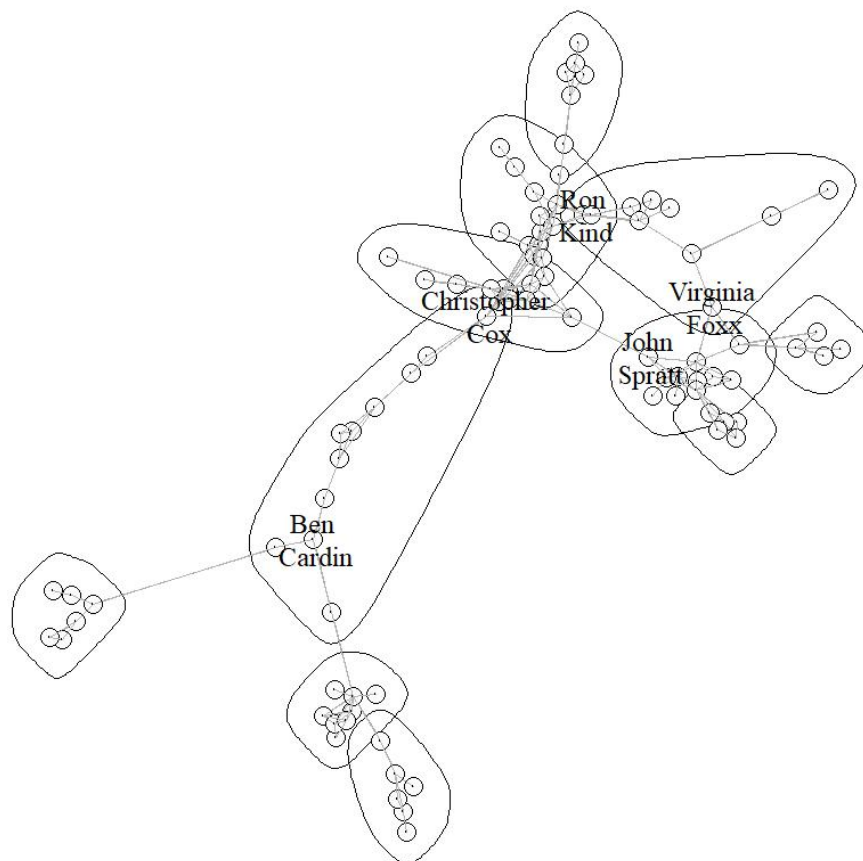 Ron
Kind
Christopher
Cox
Virginia
Foxx
John
Spratt
Ben
Cardin